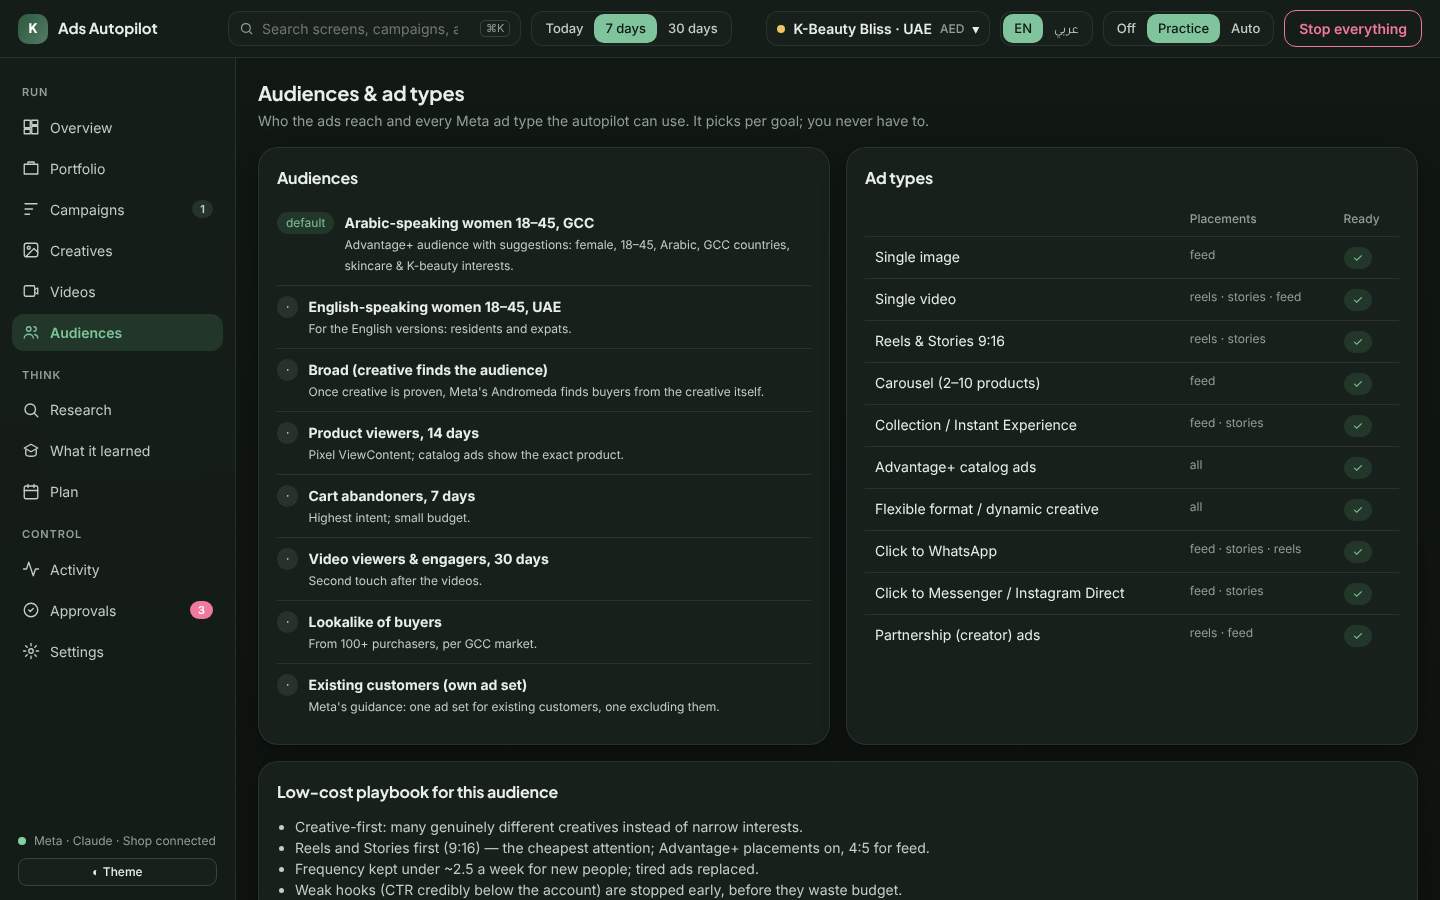 K
Ads Autopilot
Search screens, campaigns, a
⌘K
Today
7 days
30 days
K-Beauty Bliss · UAE AED ▾
EN
عربي
Off
Practice
Auto
Stop everything
RUN
Overview
Portfolio
Campaigns
1
Creatives
Videos
Audiences
THINK
Research
What it learned
Plan
CONTROL
Activity
Approvals
3
Settings
Meta · Claude · Shop connected
Theme
Audiences & ad types
Who the ads reach and every Meta ad type the autopilot can use. It picks per goal; you never have to.
Audiences
default
Arabic-speaking women 18–45, GCC
Advantage+ audience with suggestions: female, 18–45, Arabic, GCC countries,
skincare & K-beauty interests.
English-speaking women 18–45, UAE
For the English versions: residents and expats.
Broad (creative finds the audience)
Once creative is proven, Meta's Andromeda finds buyers from the creative itself.
Product viewers, 14 days
Pixel ViewContent; catalog ads show the exact product.
Cart abandoners, 7 days
Highest intent; small budget.
Video viewers & engagers, 30 days
Second touch after the videos.
Lookalike of buyers
From 100+ purchasers, per GCC market.
Existing customers (own ad set)
Meta's guidance: one ad set for existing customers, one excluding them.
Ad types
Placements Ready
Single image feed ✓
Single video reels · stories · feed ✓
Reels & Stories 9:16 reels · stories ✓
Carousel (2–10 products) feed ✓
Collection / Instant Experience feed · stories ✓
Advantage+ catalog ads all ✓
Flexible format / dynamic creative all ✓
Click to WhatsApp feed · stories · reels ✓
Click to Messenger / Instagram Direct feed · stories ✓
Partnership (creator) ads reels · feed ✓
Low-cost playbook for this audience
• Creative-first: many genuinely different creatives instead of narrow interests.
• Reels and Stories first (9:16) — the cheapest attention; Advantage+ placements on, 4:5 for feed.
• Frequency kept under ~2.5 a week for new people; tired ads replaced.
• Weak hooks (CTR credibly below the account) are stopped early, before they waste budget.